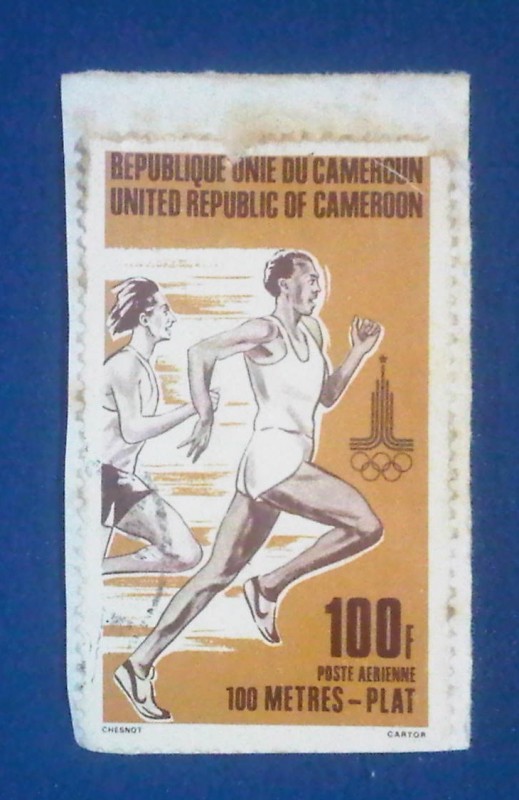 REPUBLIQUE UNIE DU CAMEROUN
UNITED REPUBLIC OF CAMEROON
100F
POSTE AERIENNE
100 METRES-PLAT
CHESNOT
CARTOR